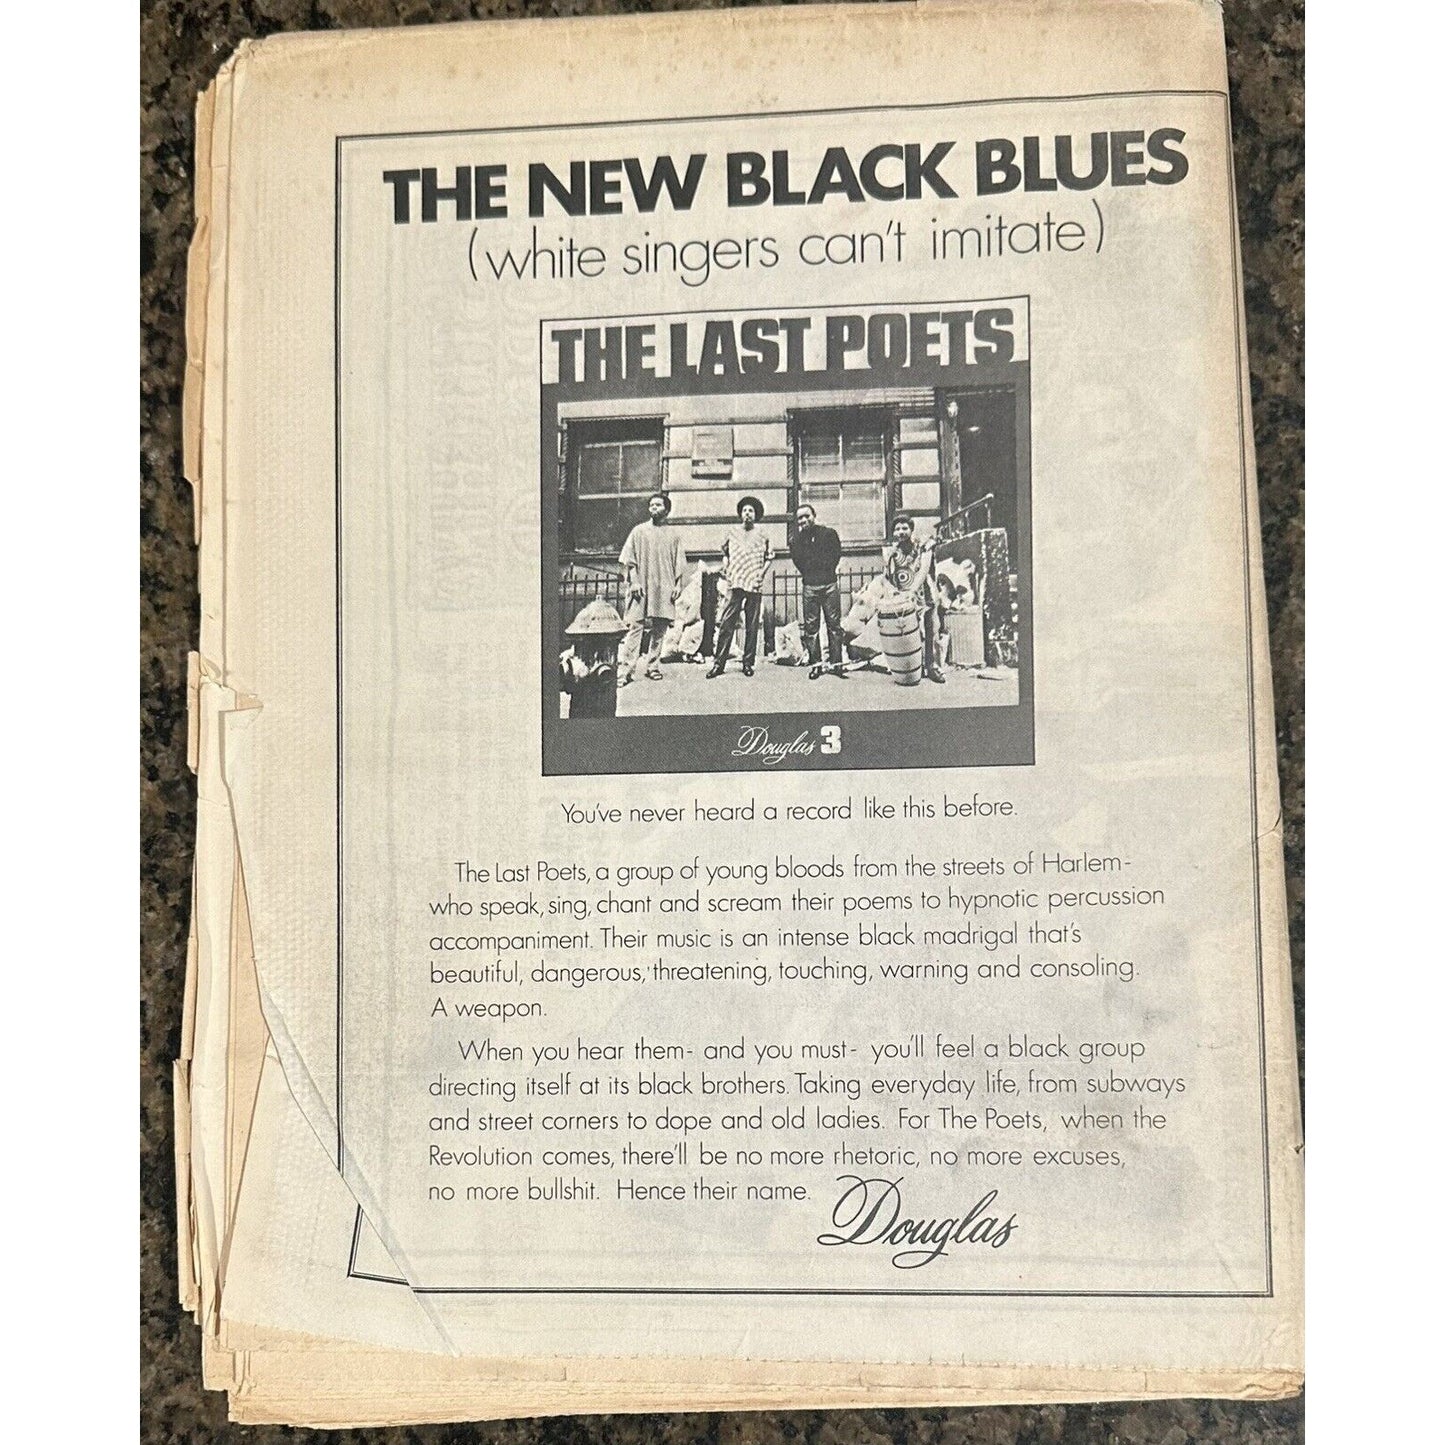 THE NEW BLACK BLUES
(white singers can't imitate)
THE LAST POETS
Douglas 3
You've never heard a record like this before.
The Last Poets, a group of young bloods from the streets of Harlem-
who speak, sing, chant and scream their poems to hypnotic percussion
accompaniment. Their music is an intense black madrigal that's
beautiful, dangerous, threatening, touching, warning and consoling.
A weapon.
When you hear them- and you must- you'll feel a black group
directing itself at its black brothers. Taking everyday life, from subways
and street corners to dope and old ladies. For The Poets, when the
Revolution comes, there'll be no more rhetoric, no more excuses,
no more bullshit. Hence their name.
Douglas